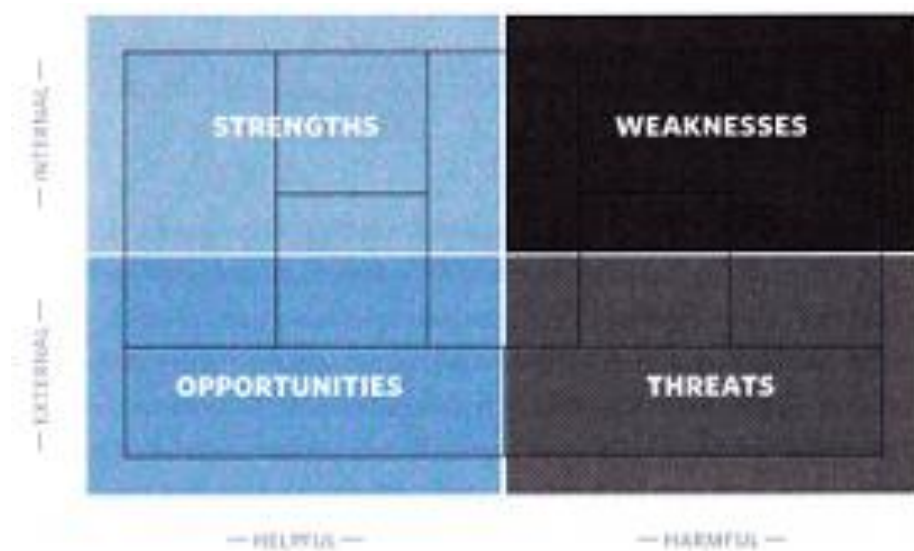 INTERNAL
STRENGTHS
WEAKNESSES
EXTERNAL
OPPORTUNITIES
THREATS
HELPFUL
HARMFUL